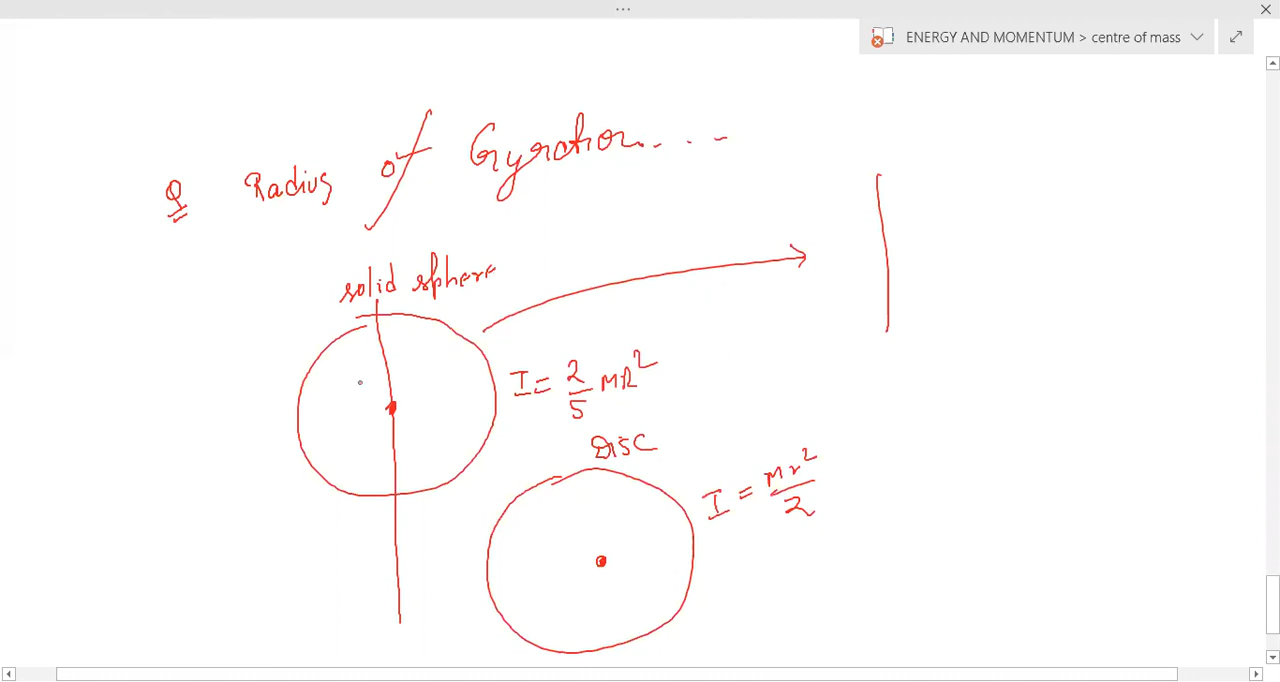 ENERGY AND MOMENTUM > centre of mass
Q Radius of Gyration....
solid sphere
I = 2/5 MR²
DISC
I = Mr²/2